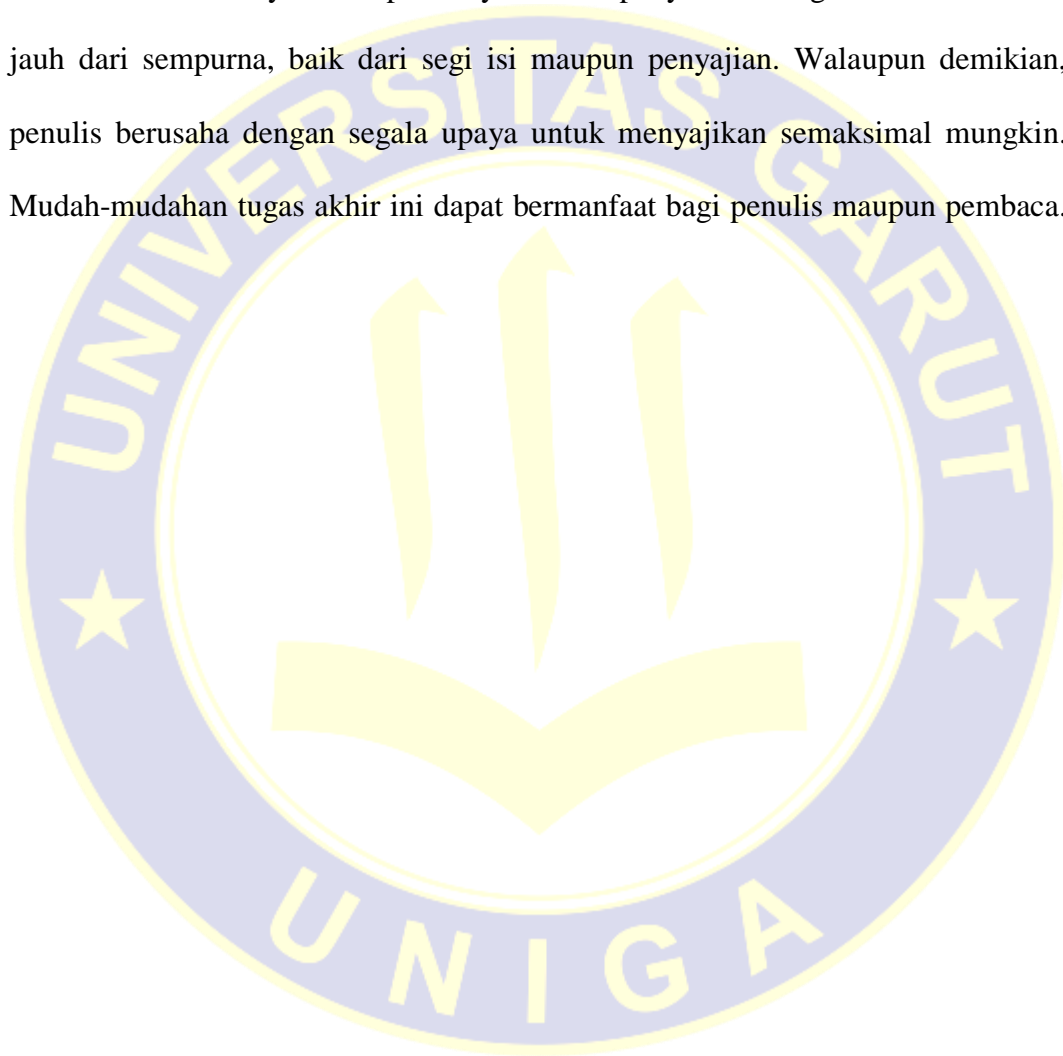 jauh dari sempurna, baik dari segi isi maupun penyajian. Walaupun demikian,
penulis berusaha dengan segala upaya untuk menyajikan semaksimal mungkin.
Mudah-mudahan tugas akhir ini dapat bermanfaat bagi penulis maupun pembaca.
UNIVERSITAS GARUT
UNIGA